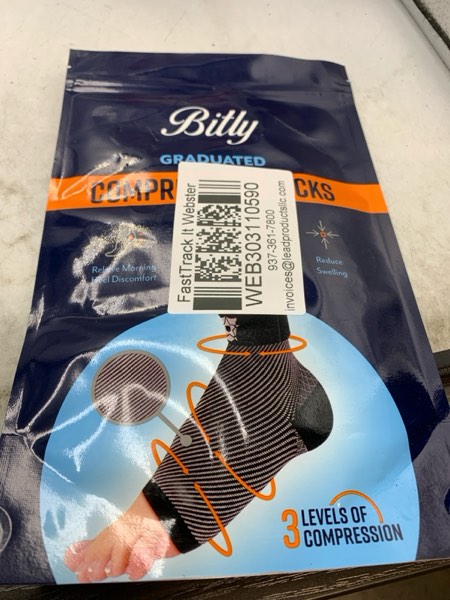 Bitly
GRADUATED
COMPR CKS
Relieve Morning
Heel Discomfort
Reduce
Swelling
FastTrack It Webster
WEB303110590
937-361-7800
invoices@leadproductsllc.com
3 LEVELS OF
COMPRESSION